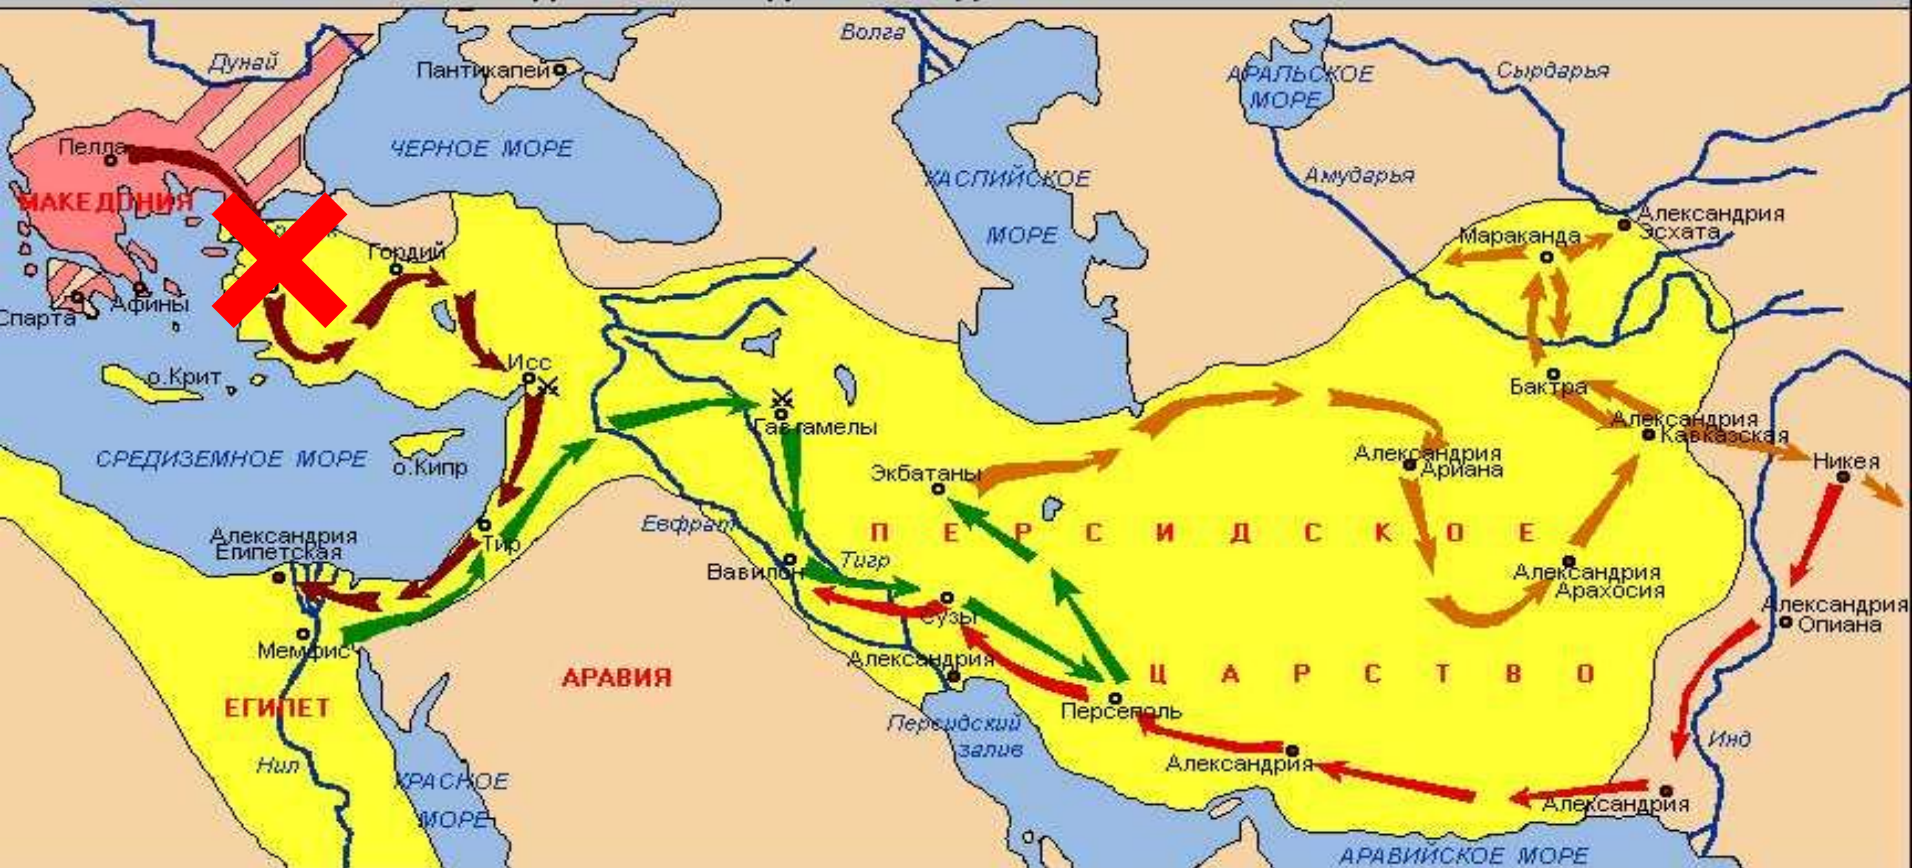 Волга
Дунай
Пантикапей
АРАЛЬСКОЕ
МОРЕ
Сырдарья
ЧЕРНОЕ МОРЕ
Пелла
КАСПИЙСКОЕ
МОРЕ
Амударья
МАКЕДОНИЯ
Александрия
Эсхата
Мараканда
Гордий
Афины
Спарта
Исс
о.Крит
Бактра
Гавгамелы
Александрия
Кавказская
СРЕДИЗЕМНОЕ МОРЕ
о.Кипр
Экбатаны
Александрия
Ариана
Никея
Евфрат
ПЕРСИДСКОЕ
Александрия
Египетская
Тир
Вавилон
Тигр
Александрия
Арахосия
Сузы
Александрия
Опиана
Мемфис
Александрия
АРАВИЯ
ЦАРСТВО
ЕГИПЕТ
Персеполь
Персидский
залив
Инд
Нил
Александрия
КРАСНОЕ
МОРЕ
Александрия
АРАВИЙСКОЕ МОРЕ